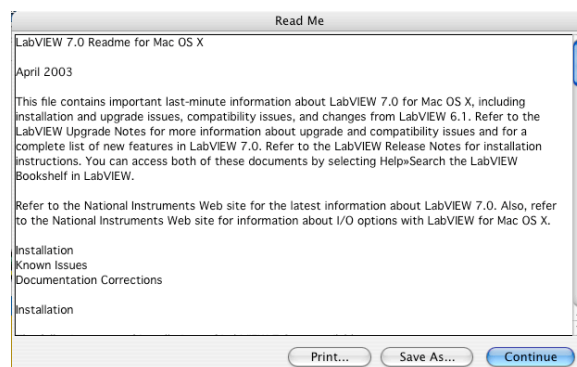 Read Me
LabVIEW 7.0 Readme for Mac OS X
April 2003
This file contains important last-minute information about LabVIEW 7.0 for Mac OS X, including
installation and upgrade issues, compatibility issues, and changes from LabVIEW 6.1. Refer to the
LabVIEW Upgrade Notes for more information about upgrade and compatibility issues and for a
complete list of new features in LabVIEW 7.0. Refer to the LabVIEW Release Notes for installation
instructions. You can access both of these documents by selecting Help»Search the LabVIEW
Bookshelf in LabVIEW.
Refer to the National Instruments Web site for the latest information about LabVIEW 7.0. Also, refer
to the National Instruments Web site for information about I/O options with LabVIEW for Mac OS X.
Installation
Known Issues
Documentation Corrections
Installation
Print... Save As... Continue